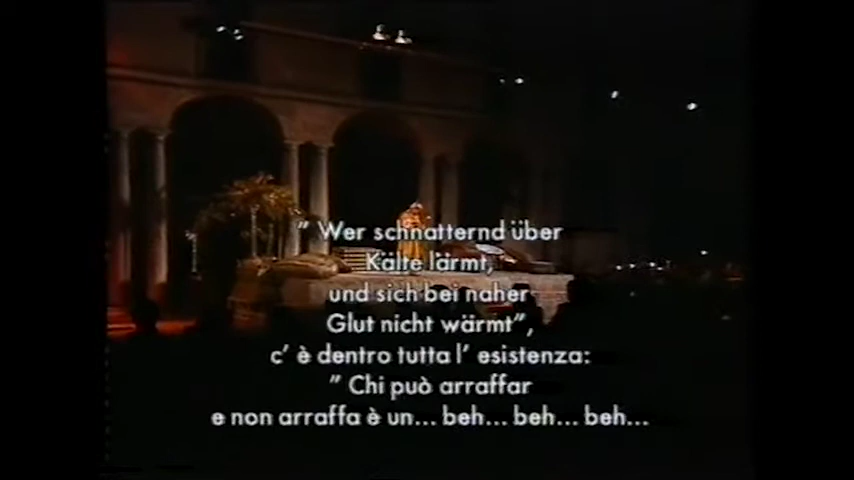 " Wer schnatternd über
Kälte lärmt,
und sich bei naher
Glut nicht wärmt",
c' è dentro tutta l' esistenza:
" Chi può arraffar
e non arraffa è un... beh... beh... beh...